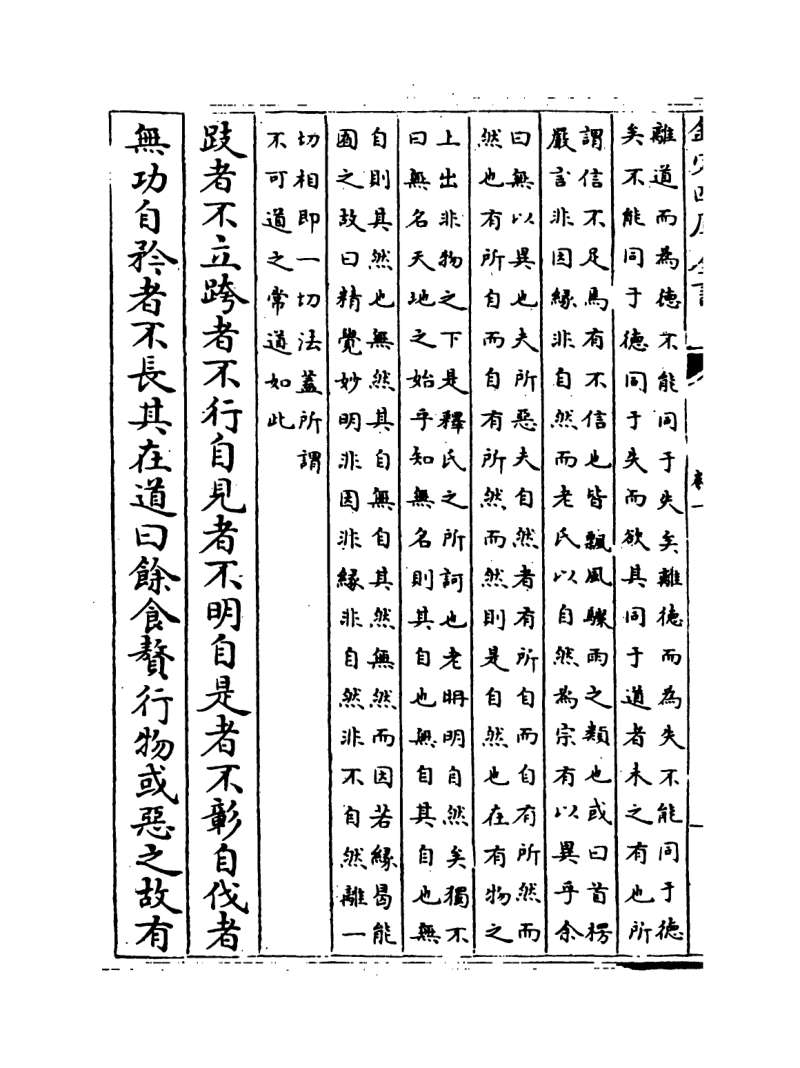 欽定四庫全書
卷一
離道而為德不能同于失矣離德而為失不能同于德
矣不能同于德同于失而欲其同于道者未之有也所
謂信不足焉有不信也皆飄風驟雨之類也或曰首楞
嚴言非因緣非自然而老氏以自然為宗有以異乎余
曰無以異也夫所惡夫自然者有所自而自有所然而
然也有所自而自有所然而然則是自然也在有物之
上出非物之下是釋氏之所訶也老聃明自然矣獨不
曰無名天地之始乎知無名則其自也無自其自也無
自則其然也無然其自無自其然無然而因若緣曷能
囿之故曰精覺妙明非因非緣非自然非不自然離一
切相即一切法蓋所謂
不可道之常道如此
跂者不立跨者不行自見者不明自是者不彰自伐者
無功自矜者不長其在道曰餘食贅行物或惡之故有